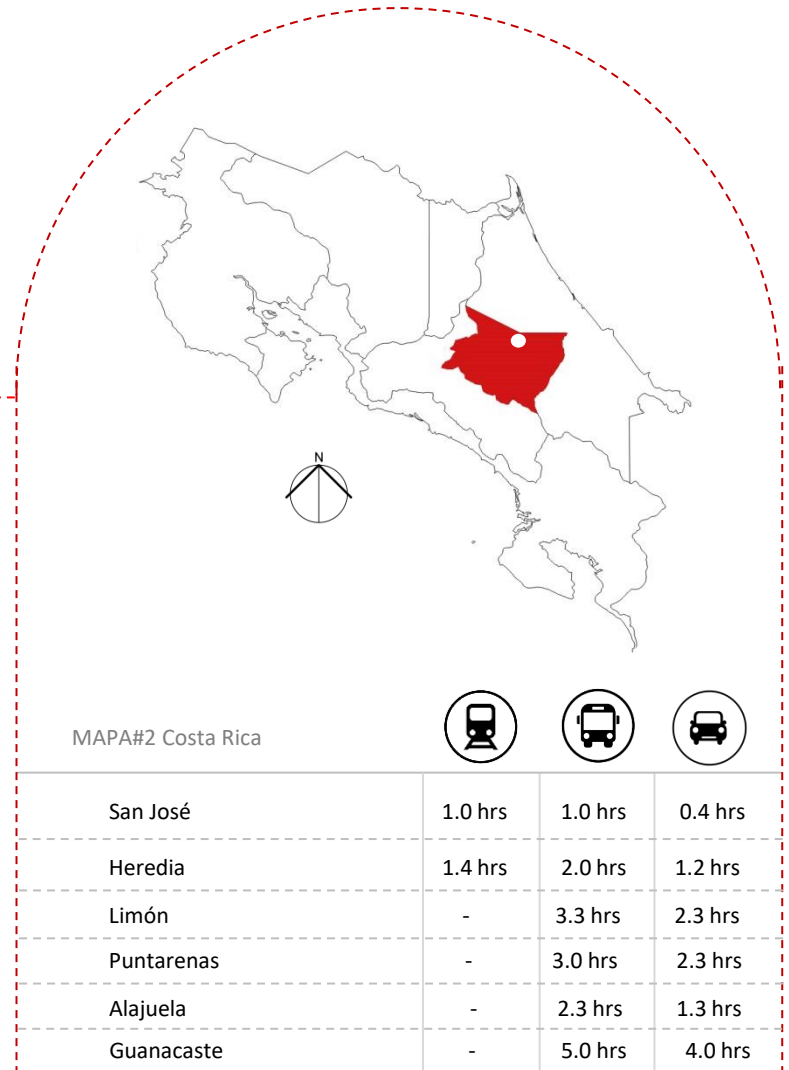 N
MAPA#2 Costa Rica
San José 1.0 hrs 1.0 hrs 0.4 hrs
Heredia 1.4 hrs 2.0 hrs 1.2 hrs
Limón - 3.3 hrs 2.3 hrs
Puntarenas - 3.0 hrs 2.3 hrs
Alajuela - 2.3 hrs 1.3 hrs
Guanacaste - 5.0 hrs 4.0 hrs